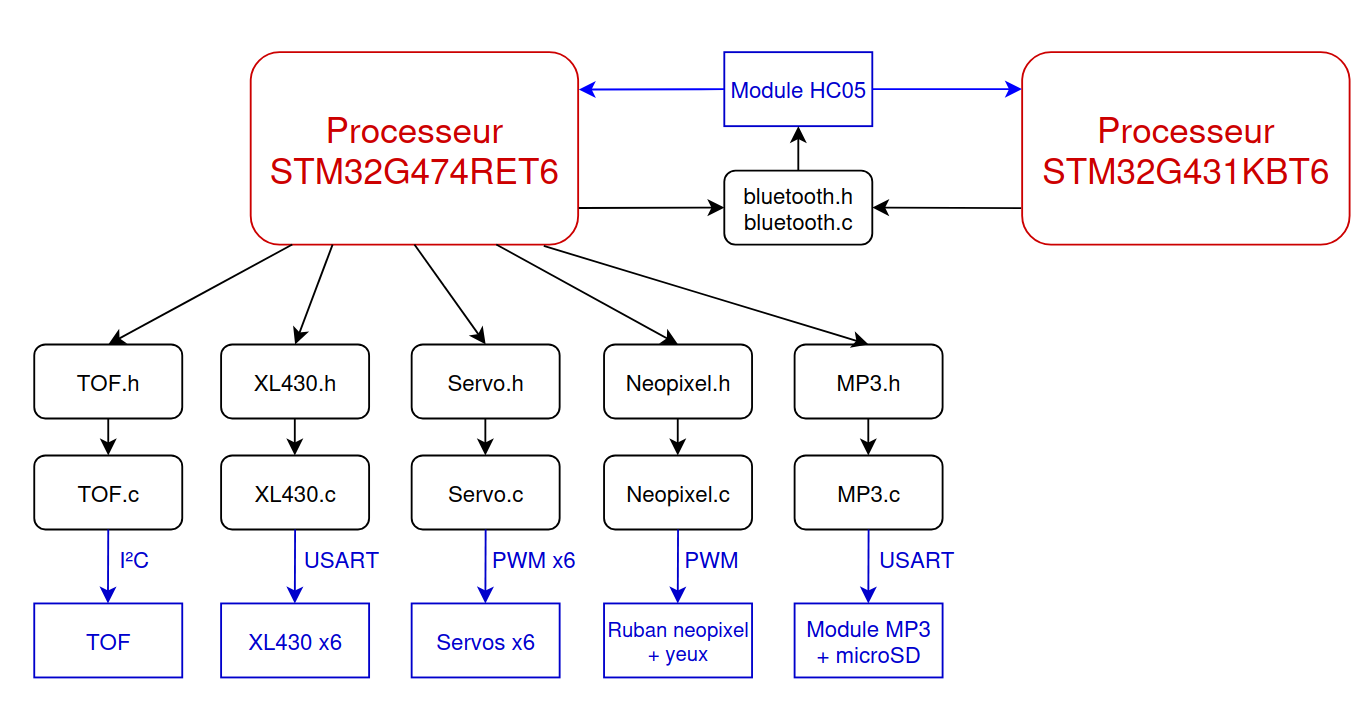 Processeur
STM32G474RET6
Module HC05
Processeur
STM32G431KBT6
bluetooth.h
bluetooth.c
TOF.h
XL430.h
Servo.h
Neopixel.h
MP3.h
TOF.c
XL430.c
Servo.c
Neopixel.c
MP3.c
I²C
USART
PWM x6
PWM
USART
TOF
XL430 x6
Servos x6
Ruban neopixel
+ yeux
Module MP3
+ microSD